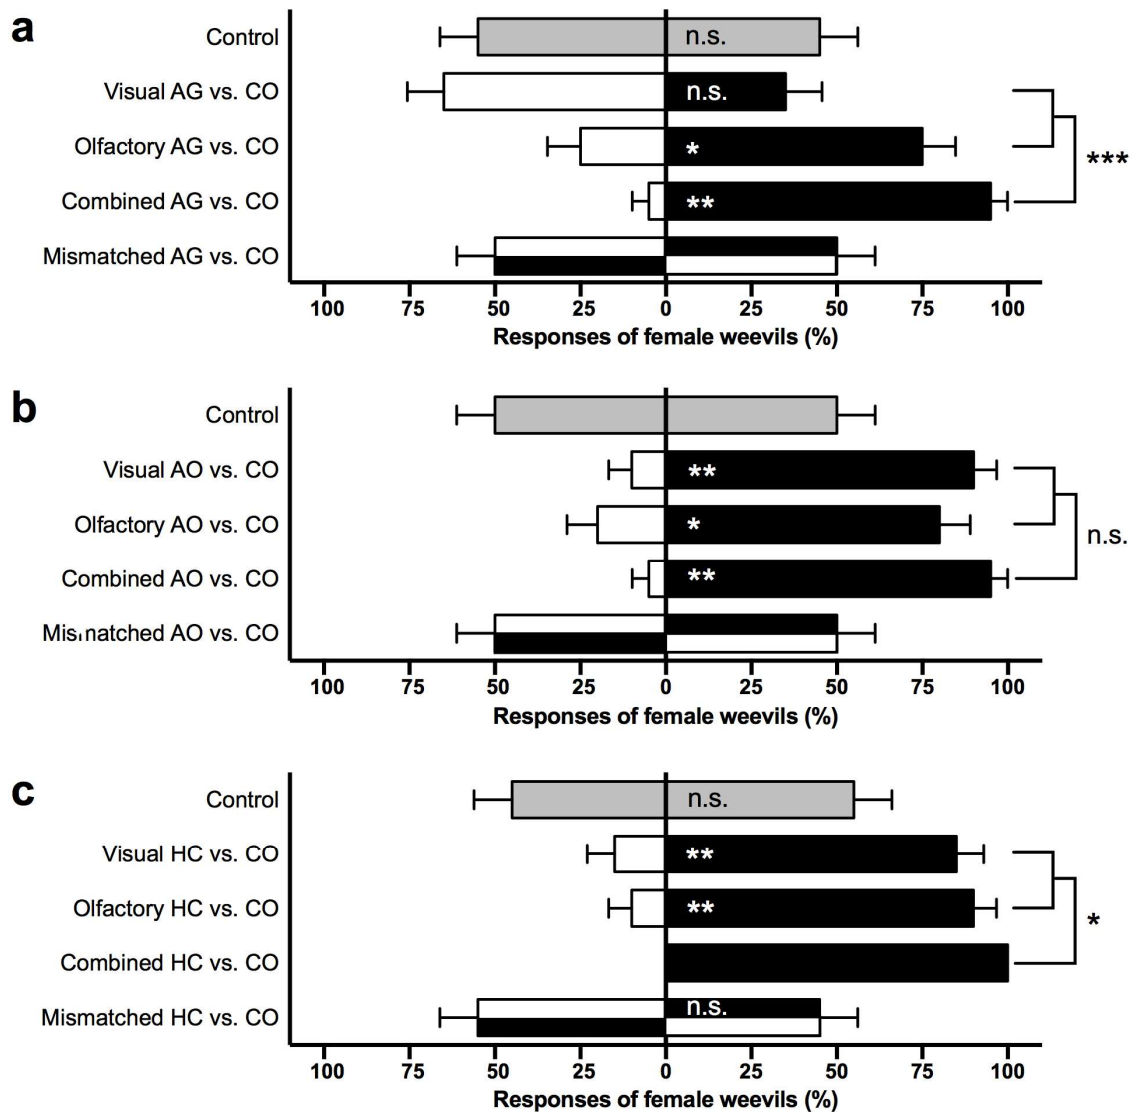 a
Control n.s.
Visual AG vs. CO n.s.
Olfactory AG vs. CO *
***
Combined AG vs. CO **
Mismatched AG vs. CO
100 75 50 25 0 25 50 75 100
Responses of female weevils (%)
b
Control
Visual AO vs. CO **
Olfactory AO vs. CO *
n.s.
Combined AO vs. CO **
AO vs. CO
100 75 50 25 0 25 50 75 100
Responses of female weevils (%)
c
Control n.s.
Visual HC vs. CO **
Olfactory HC vs. CO **
*
Combined HC vs. CO
Mismatched HC vs. CO n.s.
100 75 50 25 0 25 50 75 100
Responses of female weevils (%)